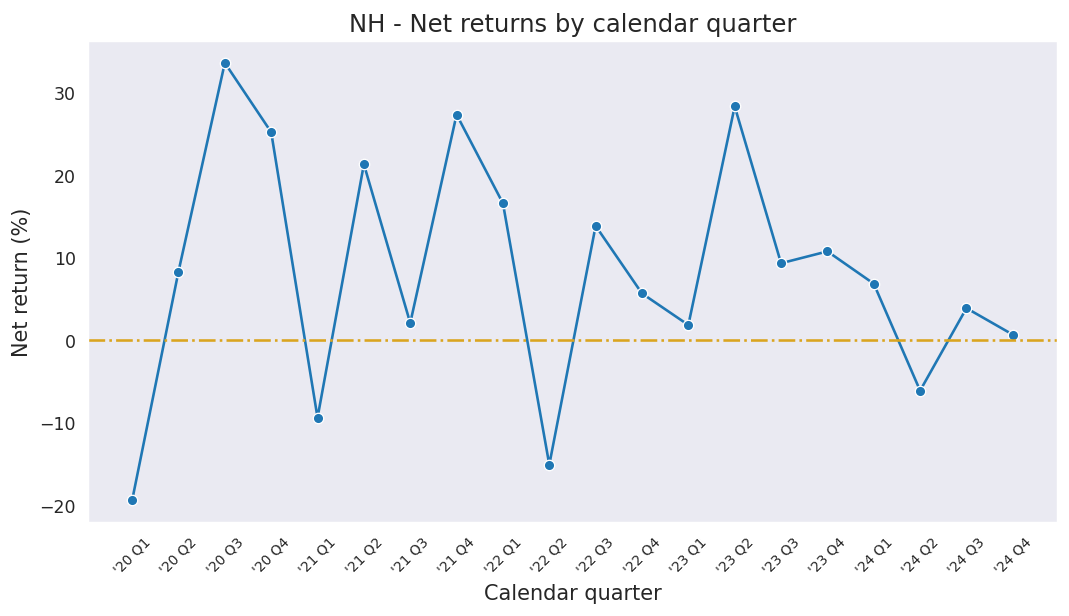 NH - Net returns by calendar quarter
Net return (%)
30
20
10
0
−10
−20
'20 Q1
'20 Q2
'20 Q3
'20 Q4
'21 Q1
'21 Q2
'21 Q3
'21 Q4
'22 Q1
'22 Q2
'22 Q3
'22 Q4
'23 Q1
'23 Q2
'23 Q3
'23 Q4
'24 Q1
'24 Q2
'24 Q3
'24 Q4
Calendar quarter